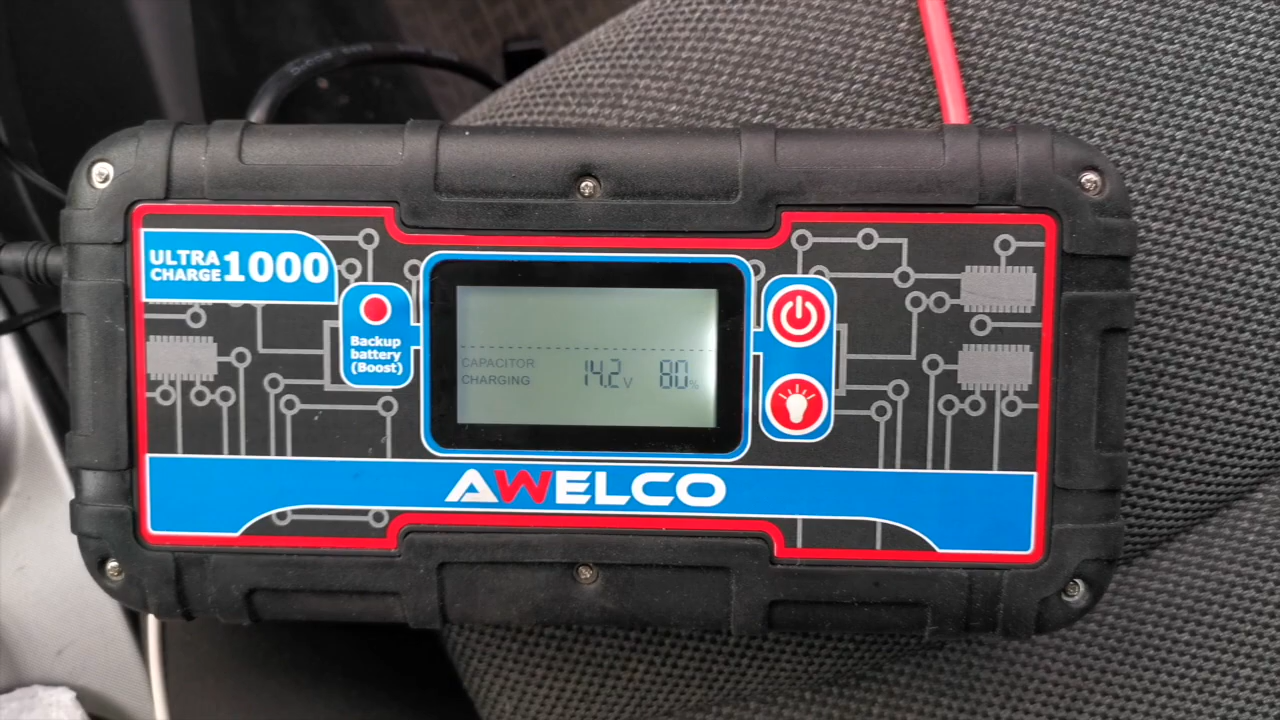 ULTRA
CHARGE 1000
Backup
battery
(Boost)
CAPACITOR
CHARGING 14.2 V 80 %
AWELCO